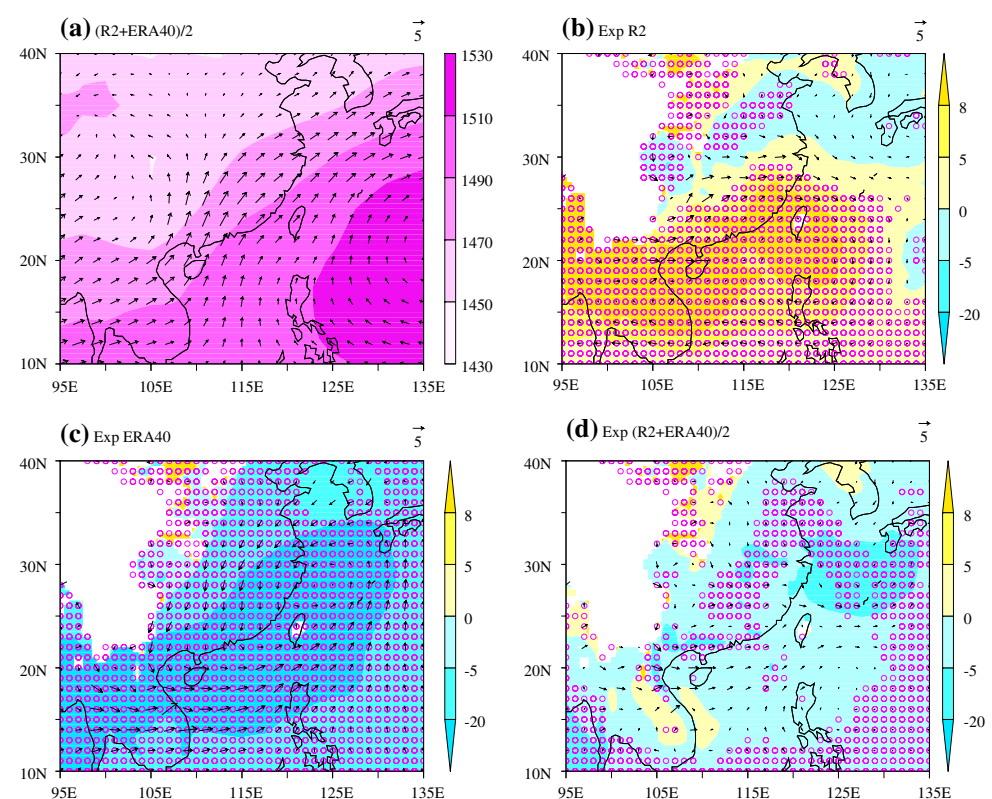 (a) (R2+ERA40)/2
5
40N
30N
20N
10N
95E 105E 115E 125E 135E
1530
1510
1490
1470
1450
1430
(b) Exp R2
5
40N
30N
20N
10N
95E 105E 115E 125E 135E
8
5
0
-5
-20
(c) Exp ERA40
5
40N
30N
20N
10N
95E 105E 115E 125E 135E
8
5
0
-5
-20
(d) Exp (R2+ERA40)/2
5
40N
30N
20N
10N
95E 105E 115E 125E 135E
8
5
0
-5
-20